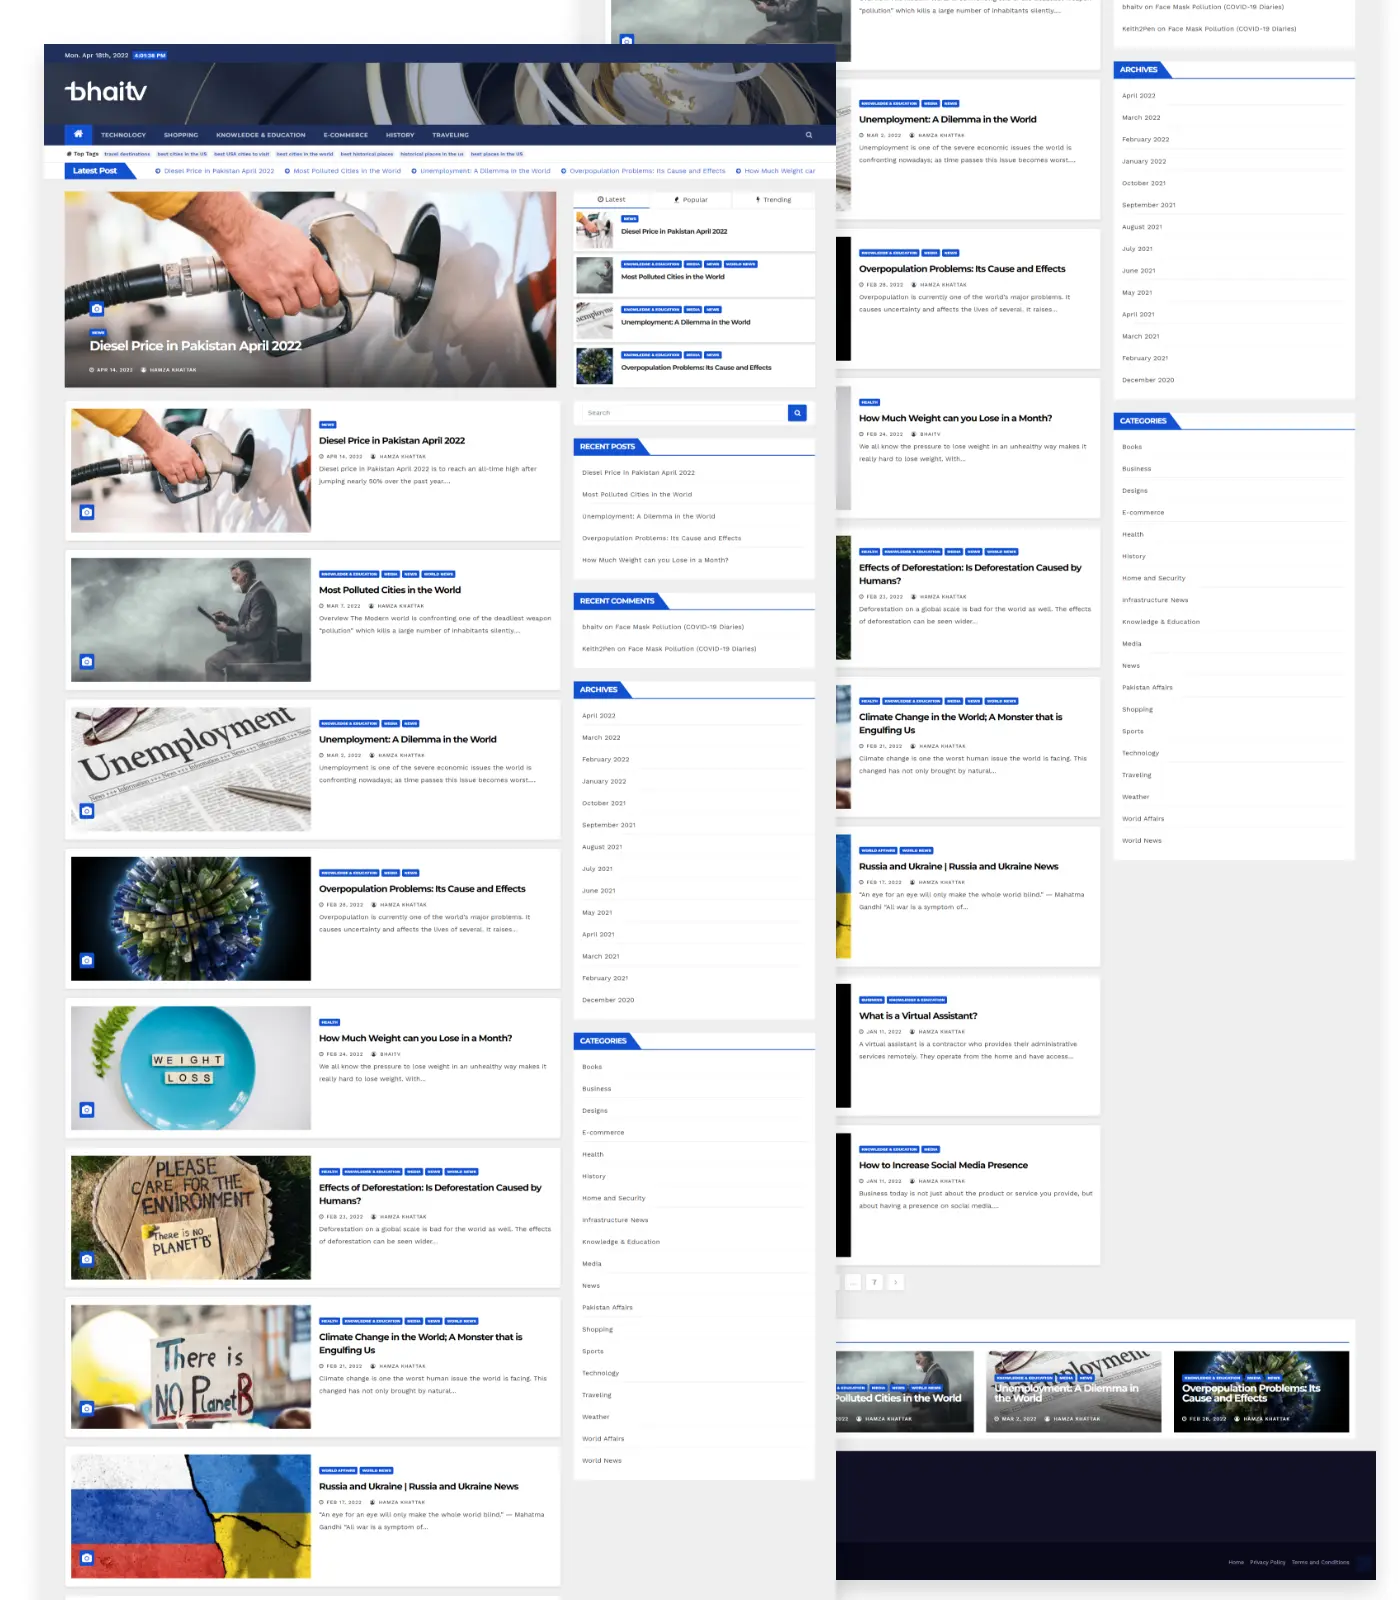 Mon. Apr 18th, 2022 4:01:36 PM
bhaitv
TECHNOLOGY SHOPPING KNOWLEDGE & EDUCATION E-COMMERCE HISTORY TRAVELING
Top Tags travel destinations best cities in the US best USA cities to visit best cities in the world best historical places historical places in the us best places in the US
Latest Post Diesel Price in Pakistan April 2022 Most Polluted Cities in the World Unemployment: A Dilemma in the World Overpopulation Problems: Its Cause and Effects How Much Weight car
NEWS
Diesel Price in Pakistan April 2022
APR 14, 2022 HAMZA KHATTAK
Latest Popular Trending
NEWS
Diesel Price in Pakistan April 2022
KNOWLEDGE & EDUCATION MEDIA NEWS WORLD NEWS
Most Polluted Cities in the World
KNOWLEDGE & EDUCATION MEDIA NEWS
Unemployment: A Dilemma in the World
KNOWLEDGE & EDUCATION MEDIA NEWS
Overpopulation Problems: Its Cause and Effects
NEWS
Diesel Price in Pakistan April 2022
APR 14, 2022 HAMZA KHATTAK
Diesel price in Pakistan April 2022 is to reach an all-time high after
jumping nearly 50% over the past year....
KNOWLEDGE & EDUCATION MEDIA NEWS WORLD NEWS
Most Polluted Cities in the World
MAR 7, 2022 HAMZA KHATTAK
Overview The Modern world is confronting one of the deadliest weapon
"pollution" which kills a large number of inhabitants silently....
Unemployment
KNOWLEDGE & EDUCATION MEDIA NEWS
Unemployment: A Dilemma in the World
MAR 2, 2022 HAMZA KHATTAK
Unemployment is one of the severe economic issues the world is
confronting nowadays; as time passes this issue becomes worst....
KNOWLEDGE & EDUCATION MEDIA NEWS
Overpopulation Problems: Its Cause and Effects
FEB 28, 2022 HAMZA KHATTAK
Overpopulation is currently one of the world's major problems. It
causes uncertainty and affects the lives of several. It raises...
WEIGHT
LOSS
HEALTH
How Much Weight can you Lose in a Month?
FEB 24, 2022 BHAITV
We all know the pressure to lose weight in an unhealthy way makes it
really hard to lose weight. With...
PLEASE
CARE FOR THE
ENVIRONMENT
There is NO
PLANET "B"
HEALTH KNOWLEDGE & EDUCATION MEDIA NEWS WORLD NEWS
Effects of Deforestation: Is Deforestation Caused by
Humans?
FEB 23, 2022 HAMZA KHATTAK
Deforestation on a global scale is bad for the world as well. The effects
of deforestation can be seen wider...
There is
NO Planet B
HEALTH KNOWLEDGE & EDUCATION MEDIA NEWS WORLD NEWS
Climate Change in the World; A Monster that is
Engulfing Us
FEB 21, 2022 HAMZA KHATTAK
Climate change is one the worst human issue the world is facing. This
changed has not only brought by natural...
WORLD AFFAIRS WORLD NEWS
Russia and Ukraine | Russia and Ukraine News
FEB 17, 2022 HAMZA KHATTAK
"An eye for an eye will only make the whole world blind." — Mahatma
Gandhi "All war is a symptom of...
Search
RECENT POSTS
Diesel Price in Pakistan April 2022
Most Polluted Cities in the World
Unemployment: A Dilemma in the World
Overpopulation Problems: Its Cause and Effects
How Much Weight can you Lose in a Month?
RECENT COMMENTS
bhaitv on Face Mask Pollution (COVID-19 Diaries)
Keith2Pen on Face Mask Pollution (COVID-19 Diaries)
ARCHIVES
April 2022
March 2022
February 2022
January 2022
October 2021
September 2021
August 2021
July 2021
June 2021
May 2021
April 2021
March 2021
February 2021
December 2020
CATEGORIES
Books
Business
Designs
E-commerce
Health
History
Home and Security
Infrastructure News
Knowledge & Education
Media
News
Pakistan Affairs
Shopping
Sports
Technology
Traveling
Weather
World Affairs
World News
"pollution" which kills a large number of inhabitants silently....
KNOWLEDGE & EDUCATION MEDIA NEWS
Unemployment: A Dilemma in the World
MAR 2, 2022 HAMZA KHATTAK
Unemployment is one of the severe economic issues the world is
confronting nowadays; as time passes this issue becomes worst....
KNOWLEDGE & EDUCATION MEDIA NEWS
Overpopulation Problems: Its Cause and Effects
FEB 28, 2022 HAMZA KHATTAK
Overpopulation is currently one of the world's major problems. It
causes uncertainty and affects the lives of several. It raises...
HEALTH
How Much Weight can you Lose in a Month?
FEB 24, 2022 BHAITV
We all know the pressure to lose weight in an unhealthy way makes it
really hard to lose weight. With...
HEALTH KNOWLEDGE & EDUCATION MEDIA NEWS WORLD NEWS
Effects of Deforestation: Is Deforestation Caused by
Humans?
FEB 23, 2022 HAMZA KHATTAK
Deforestation on a global scale is bad for the world as well. The effects
of deforestation can be seen wider...
HEALTH KNOWLEDGE & EDUCATION MEDIA NEWS WORLD NEWS
Climate Change in the World; A Monster that is
Engulfing Us
FEB 21, 2022 HAMZA KHATTAK
Climate change is one the worst human issue the world is facing. This
changed has not only brought by natural...
WORLD AFFAIRS WORLD NEWS
Russia and Ukraine | Russia and Ukraine News
FEB 17, 2022 HAMZA KHATTAK
"An eye for an eye will only make the whole world blind." — Mahatma
Gandhi "All war is a symptom of...
BUSINESS KNOWLEDGE & EDUCATION
What is a Virtual Assistant?
JAN 11, 2022 HAMZA KHATTAK
A virtual assistant is a contractor who provides their administrative
services remotely. They operate from the home and have access...
KNOWLEDGE & EDUCATION MEDIA
How to Increase Social Media Presence
JAN 11, 2022 HAMZA KHATTAK
Business today is not just about the product or service you provide, but
about having a presence on social media....
... 7 ›
bhaitv on Face Mask Pollution (COVID-19 Diaries)
Keith2Pen on Face Mask Pollution (COVID-19 Diaries)
ARCHIVES
April 2022
March 2022
February 2022
January 2022
October 2021
September 2021
August 2021
July 2021
June 2021
May 2021
April 2021
March 2021
February 2021
December 2020
CATEGORIES
Books
Business
Designs
E-commerce
Health
History
Home and Security
Infrastructure News
Knowledge & Education
Media
News
Pakistan Affairs
Shopping
Sports
Technology
Traveling
Weather
World Affairs
World News
& EDUCATION MEDIA NEWS WORLD NEWS
Polluted Cities in the World
2022 HAMZA KHATTAK
KNOWLEDGE & EDUCATION MEDIA NEWS
Unemployment: A Dilemma in
the World
MAR 2, 2022 HAMZA KHATTAK
KNOWLEDGE & EDUCATION MEDIA NEWS
Overpopulation Problems: Its
Cause and Effects
FEB 28, 2022 HAMZA KHATTAK
Home Privacy Policy Terms and Conditions